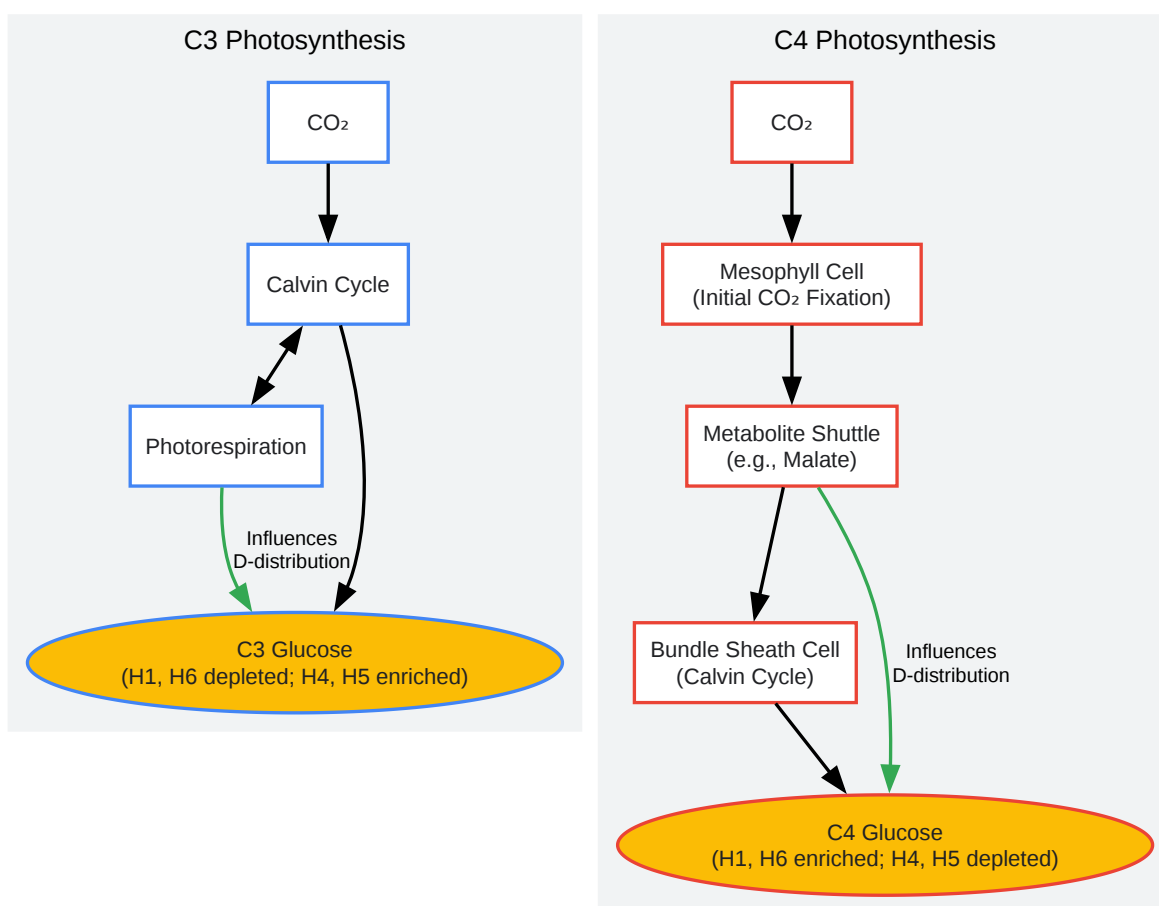 C3 Photosynthesis
CO₂
Calvin Cycle
Photorespiration
Influences
D-distribution
C3 Glucose
(H1, H6 depleted; H4, H5 enriched)
C4 Photosynthesis
CO₂
Mesophyll Cell
(Initial CO₂ Fixation)
Metabolite Shuttle
(e.g., Malate)
Bundle Sheath Cell
(Calvin Cycle)
Influences
D-distribution
C4 Glucose
(H1, H6 enriched; H4, H5 depleted)